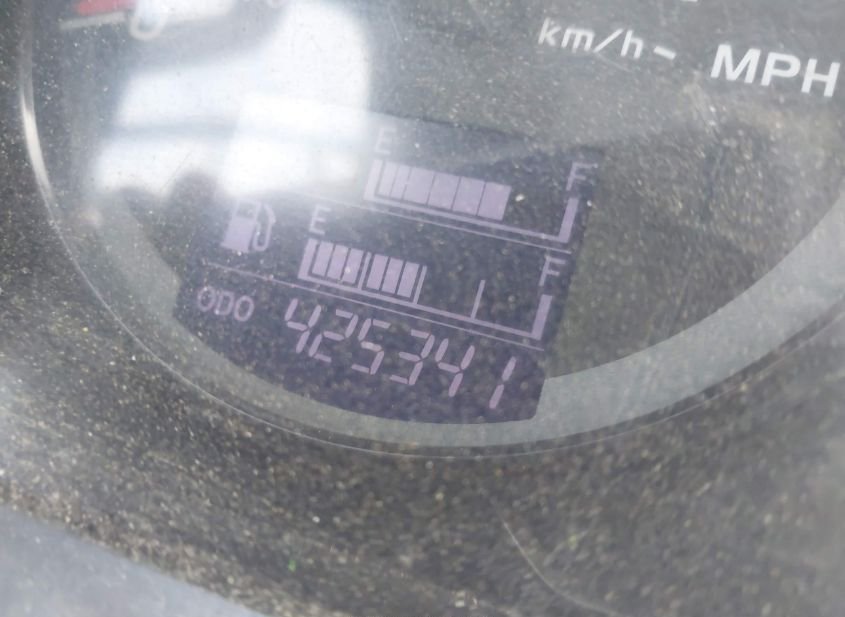 km/h - MPH
E F
E F
ODO 425341